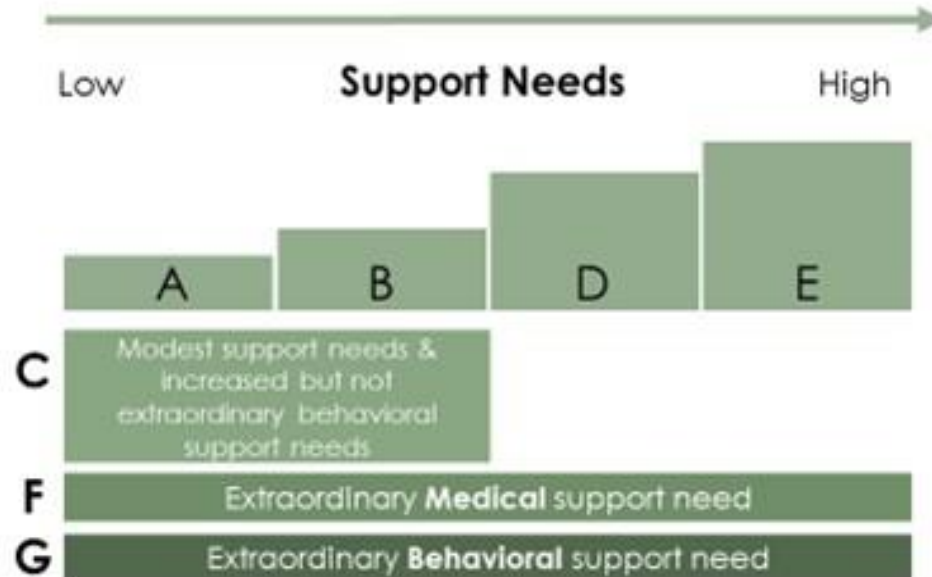 Low Support Needs High
A B D E
C
Modest support needs &
increased but not
extraordinary behavioral
support needs
F Extraordinary Medical support need
G Extraordinary Behavioral support need